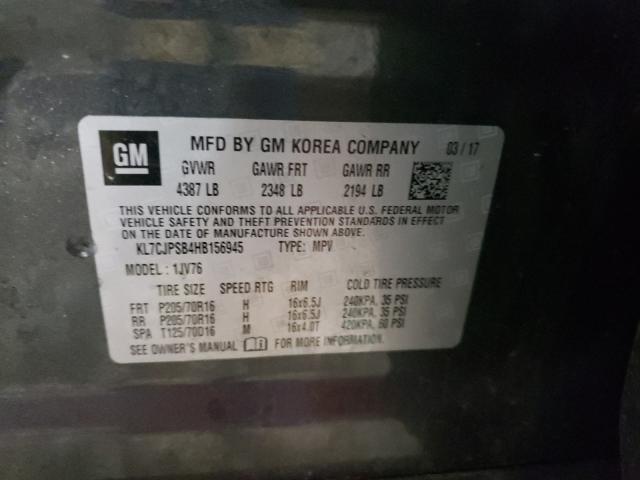 GM MFD BY GM KOREA COMPANY 03 / 17
GVWR GAWR FRT GAWR RR
4387 LB 2348 LB 2194 LB
THIS VEHICLE CONFORMS TO ALL APPLICABLE U.S. FEDERAL MOTOR
VEHICLE SAFETY AND THEFT PREVENTION STANDARDS IN EFFECT ON THE
DATE OF MANUFACTURE SHOWN ABOVE.
KL7CJPSB4HB156945 TYPE: MPV
MODEL: 1JV76
TIRE SIZE SPEED RTG RIM COLD TIRE PRESSURE
FRT P205/70R16 H 16x6.5J 240KPA, 35 PSI
RR P205/70R16 H 16x6.5J 240KPA, 35 PSI
SPA T125/70D16 M 16x4.0T 420KPA, 60 PSI
SEE OWNER'S MANUAL FOR MORE INFORMATION.